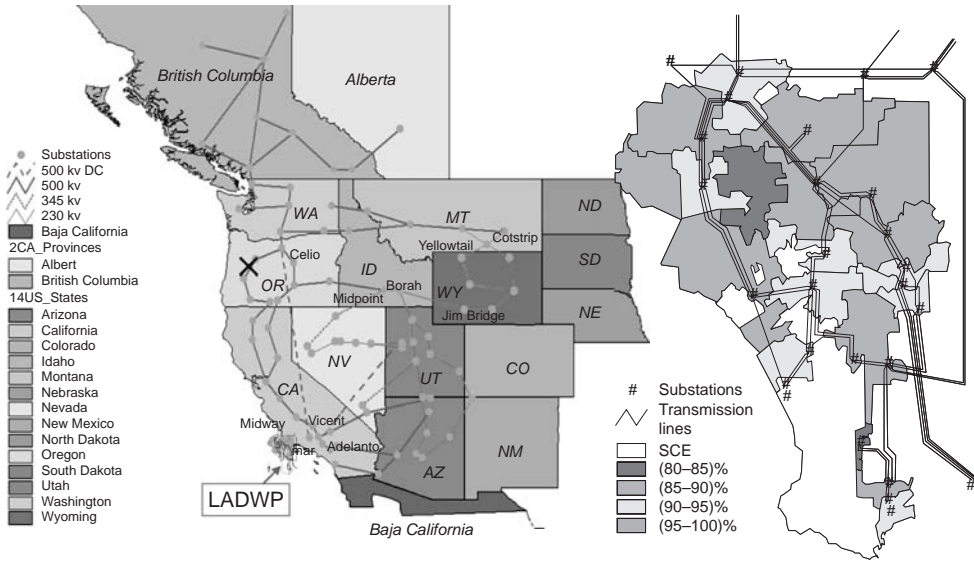 British Columbia
Alberta
Substations
500 kv DC
500 kv
345 kv
230 kv
Baja California
2CA_Provinces
Albert
British Columbia
14US_States
Arizona
California
Colorado
Idaho
Montana
Nebraska
Nevada
New Mexico
North Dakota
Oregon
South Dakota
Utah
Washington
Wyoming
WA
MT
ND
Celio
Yellowtail
Cotstrip
OR
ID
SD
Borah
WY
Midpoint
Jim Bridge
NE
NV
UT
CO
CA
Midway
Vicent
mar
Adelanto
AZ
NM
LADWP
Baja California
# Substations
Transmission
lines
SCE
(80–85)%
(85–90)%
(90–95)%
(95–100)%